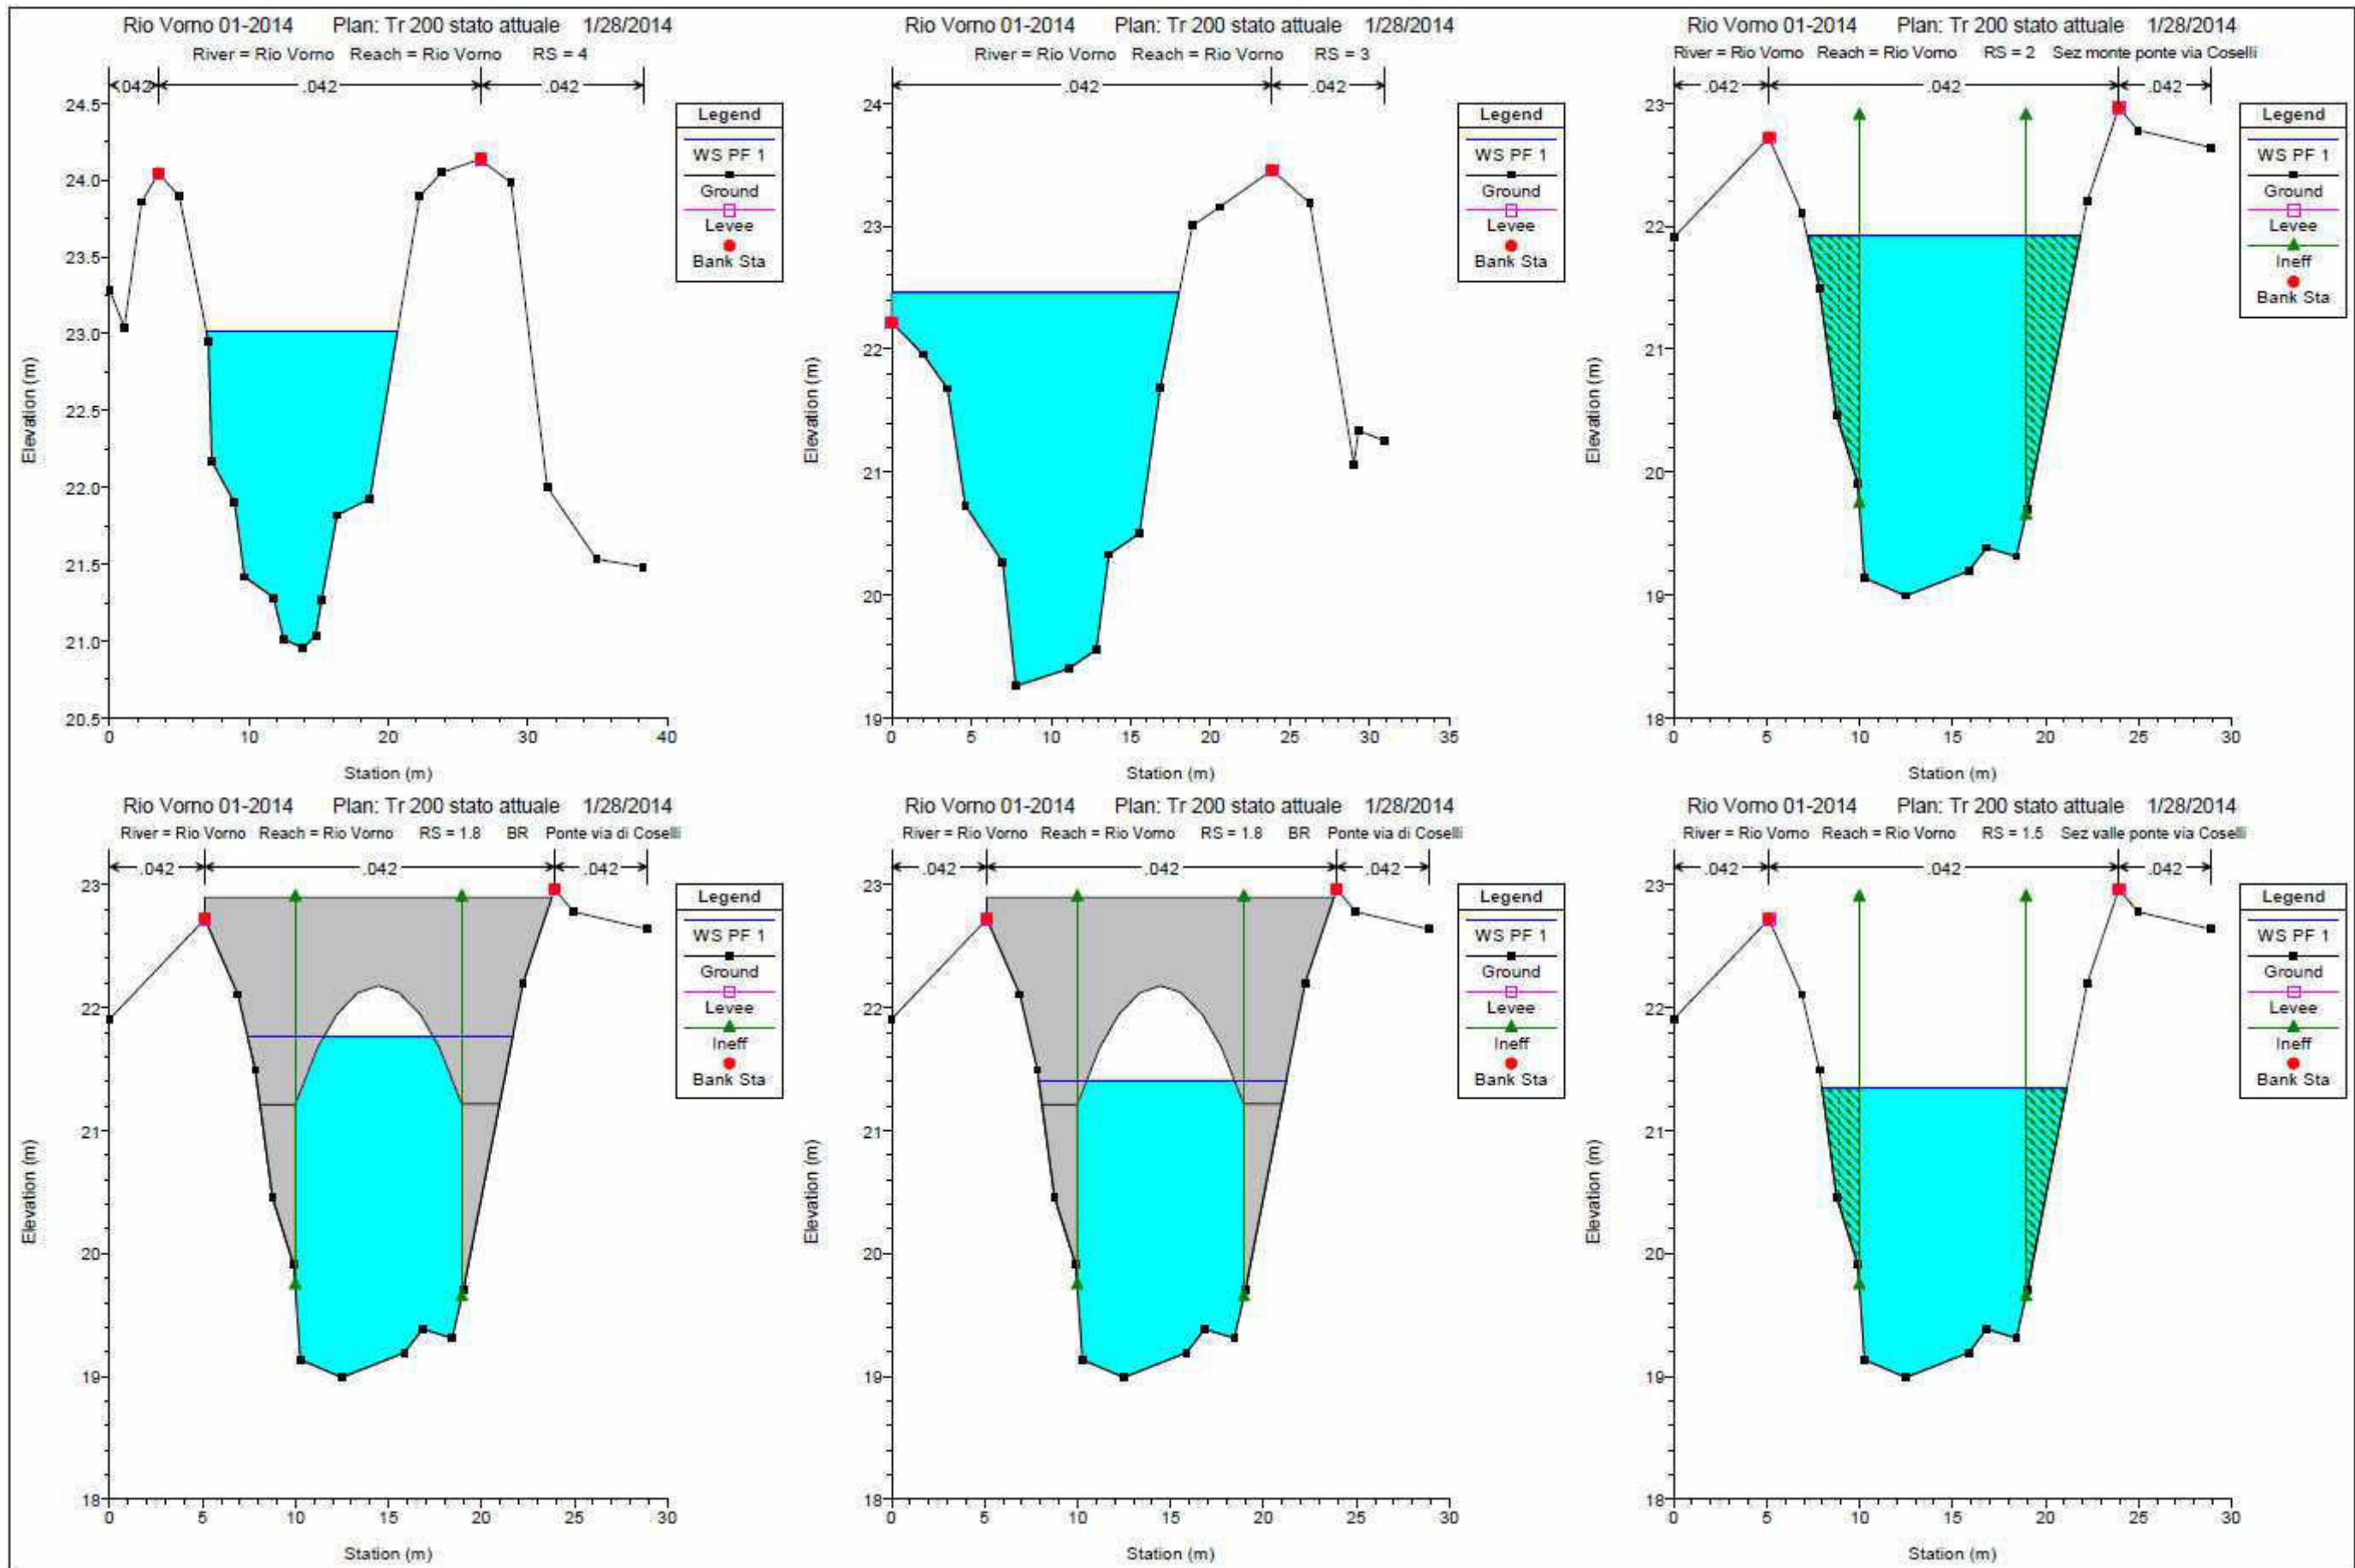 Rio Vorno 01-2014 Plan: Tr 200 stato attuale 1/28/2014
River = Rio Vorno Reach = Rio Vorno RS = 4
.042 .042 .042
24.5
24.0
23.5
23.0
22.5
22.0
21.5
21.0
20.5
0 10 20 30 40
Station (m)
Elevation (m)
Legend
WS PF 1
Ground
Levee
Bank Sta
Rio Vorno 01-2014 Plan: Tr 200 stato attuale 1/28/2014
River = Rio Vorno Reach = Rio Vorno RS = 3
.042 .042
24
23
22
21
20
19
0 5 10 15 20 25 30 35
Station (m)
Elevation (m)
Legend
WS PF 1
Ground
Levee
Bank Sta
Rio Vorno 01-2014 Plan: Tr 200 stato attuale 1/28/2014
River = Rio Vorno Reach = Rio Vorno RS = 2 Sez monte ponte via Coselli
.042 .042 .042
23
22
21
20
19
18
0 5 10 15 20 25 30
Station (m)
Elevation (m)
Legend
WS PF 1
Ground
Levee
Ineff
Bank Sta
Rio Vorno 01-2014 Plan: Tr 200 stato attuale 1/28/2014
River = Rio Vorno Reach = Rio Vorno RS = 1.8 BR Ponte via di Coselli
.042 .042 .042
23
22
21
20
19
18
0 5 10 15 20 25 30
Station (m)
Elevation (m)
Legend
WS PF 1
Ground
Levee
Ineff
Bank Sta
Rio Vorno 01-2014 Plan: Tr 200 stato attuale 1/28/2014
River = Rio Vorno Reach = Rio Vorno RS = 1.8 BR Ponte via di Coselli
.042 .042 .042
23
22
21
20
19
18
0 5 10 15 20 25 30
Station (m)
Elevation (m)
Legend
WS PF 1
Ground
Levee
Ineff
Bank Sta
Rio Vorno 01-2014 Plan: Tr 200 stato attuale 1/28/2014
River = Rio Vorno Reach = Rio Vorno RS = 1.5 Sez valle ponte via Coselli
.042 .042 .042
23
22
21
20
19
18
0 5 10 15 20 25 30
Station (m)
Elevation (m)
Legend
WS PF 1
Ground
Levee
Ineff
Bank Sta